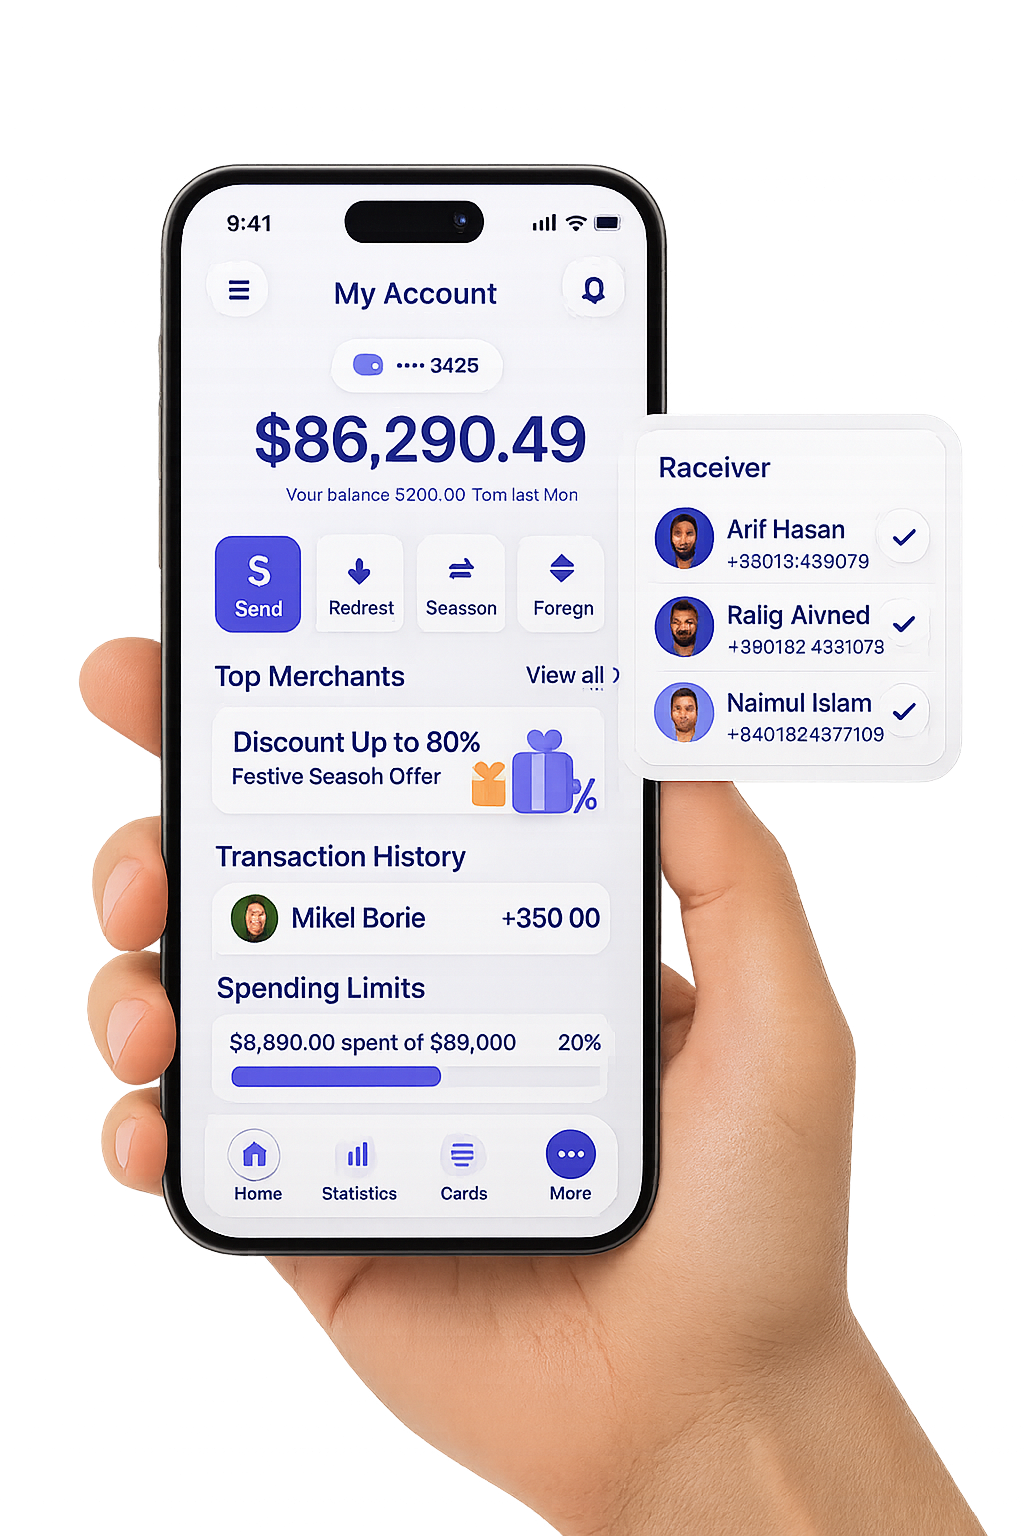 9:41
My Account
•••• 3425
$86,290.49
Vour balance 5200.00 Tom last Mon
$
Send
Redrest
Seasson
Foregn
Top Merchants
View all
Discount Up to 80%
Festive Seasoh Offer
%
Transaction History
Mikel Borie
+350 00
Spending Limits
$8,890.00 spent of $89,000
20%
Home
Statistics
Cards
More
Raceiver
Arif Hasan
+38013:439079
Ralig Aivned
+390182 4331073
Naimul Islam
+8401824377109